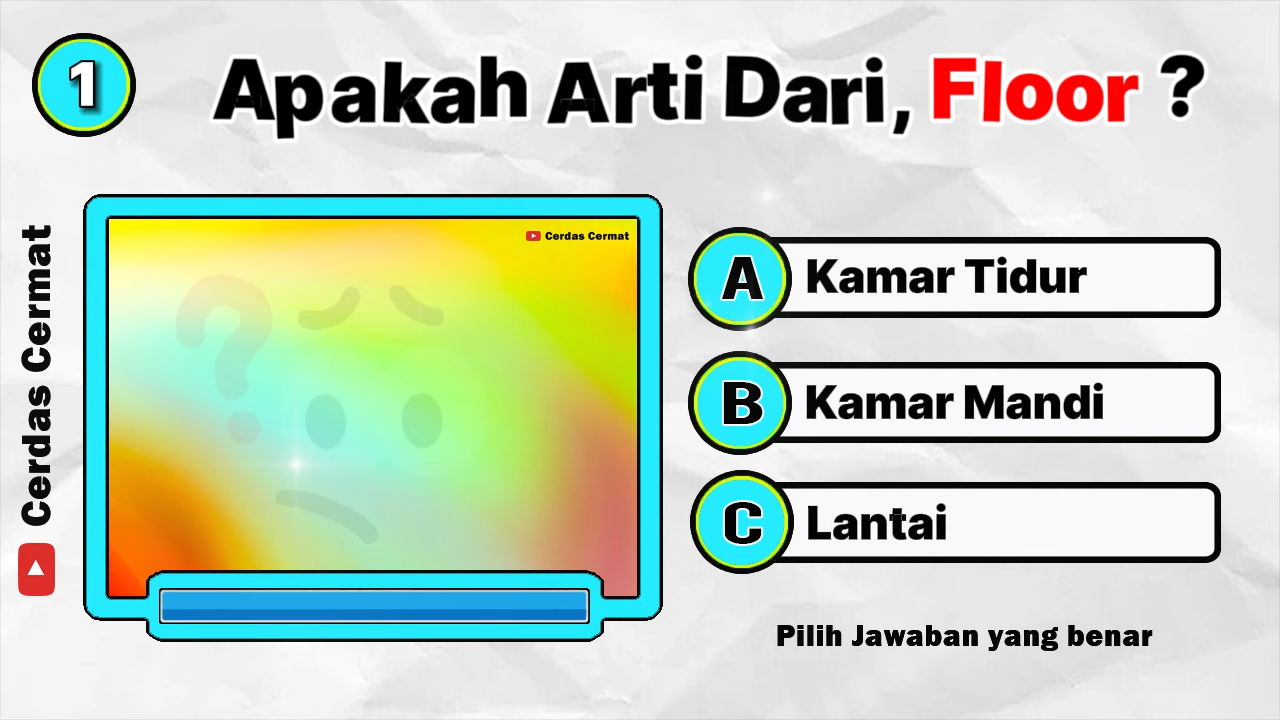 1
Apakah Arti Dari, Floor ?
Cerdas Cermat
Cerdas Cermat
?
A Kamar Tidur
B Kamar Mandi
C Lantai
Pilih Jawaban yang benar